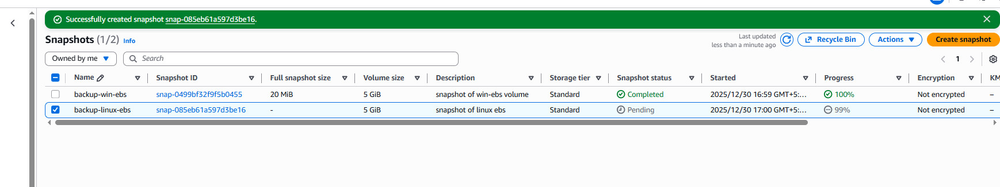 Successfully created snapshot snap-085eb61a597d3be16.
Snapshots (1/2) Info
Last updated
less than a minute ago
Recycle Bin
Actions
Create snapshot
Owned by me
Search
1
Name Snapshot ID Full snapshot size Volume size Description Storage tier Snapshot status Started Progress Encryption KM
backup-win-ebs snap-0499bf32f9f5b0455 20 MiB 5 GiB snapshot of win-ebs volume Standard Completed 2025/12/30 16:59 GMT+5:... 100% Not encrypted –
backup-linux-ebs snap-085eb61a597d3be16 - 5 GiB snapshot of linux ebs Standard Pending 2025/12/30 17:00 GMT+5:... 99% Not encrypted –